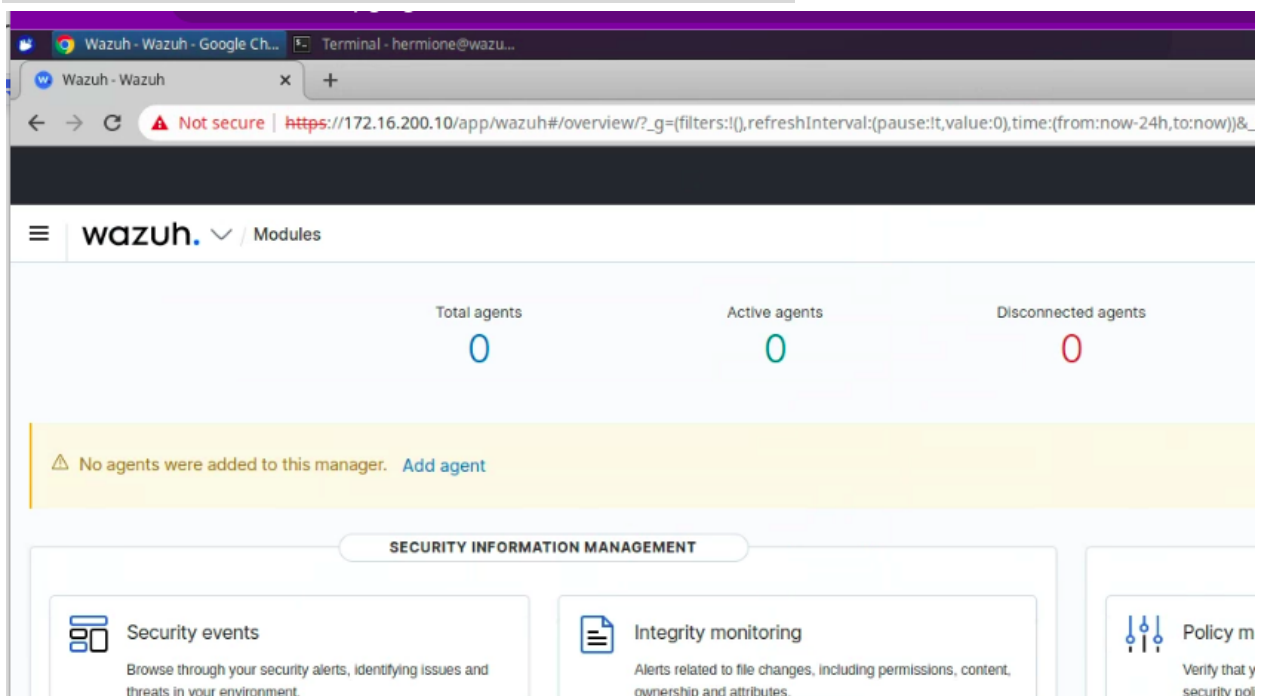 Wazuh - Wazuh - Google Ch...
Terminal - hermione@wazu...
Wazuh - Wazuh
Not secure | https://172.16.200.10/app/wazuh#/overview/?_g=(filters:!(),refreshInterval:(pause:!t,value:0),time:(from:now-24h,to:now))&_
wazuh. / Modules
Total agents
0
Active agents
0
Disconnected agents
0
No agents were added to this manager. Add agent
SECURITY INFORMATION MANAGEMENT
Security events
Browse through your security alerts, identifying issues and
threats in your environment.
Integrity monitoring
Alerts related to file changes, including permissions, content,
ownership and attributes.
Policy m
Verify that y
security poli